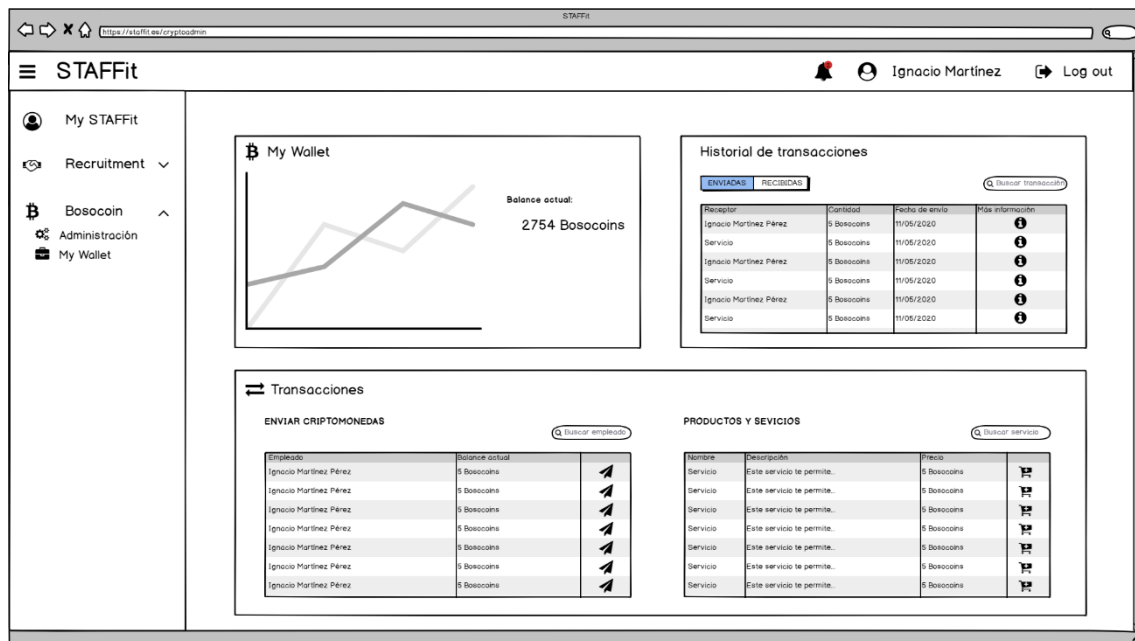 STAFFit
https://staffit.es/cryptoadmin
STAFFit
Ignacio Martínez
Log out
My STAFFit
Recruitment
Bosocoin
Administración
My Wallet
My Wallet
Balance actual:
2754 Bosocoins
Historial de transacciones
ENVIADAS RECIBIDAS
Buscar transacción
Receptor Cantidad Fecha de envío Más información
Ignacio Martínez Pérez 5 Bosocoins 11/05/2020
Servicio 5 Bosocoins 11/05/2020
Ignacio Martínez Pérez 5 Bosocoins 11/05/2020
Servicio 5 Bosocoins 11/05/2020
Ignacio Martínez Pérez 5 Bosocoins 11/05/2020
Servicio 5 Bosocoins 11/05/2020
Transacciones
ENVIAR CRIPTOMONEDAS
Buscar empleado
Empleado Balance actual
Ignacio Martínez Pérez 5 Bosocoins
Ignacio Martínez Pérez 5 Bosocoins
Ignacio Martínez Pérez 5 Bosocoins
Ignacio Martínez Pérez 5 Bosocoins
Ignacio Martínez Pérez 5 Bosocoins
Ignacio Martínez Pérez 5 Bosocoins
Ignacio Martínez Pérez 5 Bosocoins
PRODUCTOS Y SEVICIOS
Buscar servicio
Nombre Descripción Precio
Servicio Este servicio te permite... 5 Bosocoins
Servicio Este servicio te permite... 5 Bosocoins
Servicio Este servicio te permite... 5 Bosocoins
Servicio Este servicio te permite... 5 Bosocoins
Servicio Este servicio te permite... 5 Bosocoins
Servicio Este servicio te permite... 5 Bosocoins
Servicio Este servicio te permite... 5 Bosocoins